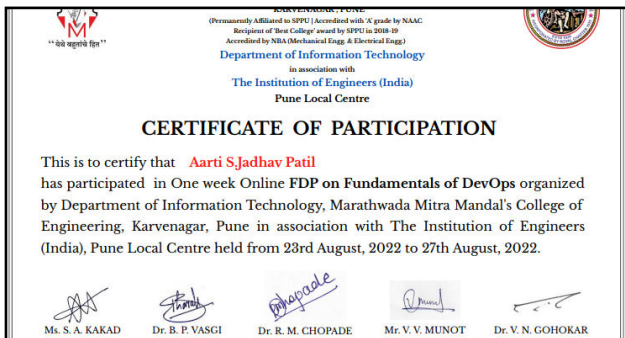 KARVENAGAR, PUNE
(Permanently Affiliated to SPPU | Accredited with 'A' grade by NAAC
Recipient of 'Best College' award by SPPU in 2018-19
Accredited by NBA (Mechanical Engg. & Electrical Engg.)
"येथे बहुतांचे हित"
Department of Information Technology
in association with
The Institution of Engineers (India)
Pune Local Centre
CERTIFICATE OF PARTICIPATION
This is to certify that Aarti S.Jadhav Patil
has participated in One week Online FDP on Fundamentals of DevOps organized
by Department of Information Technology, Marathwada Mitra Mandal's College of
Engineering, Karvenagar, Pune in association with The Institution of Engineers
(India), Pune Local Centre held from 23rd August, 2022 to 27th August, 2022.
Ms. S. A. KAKAD Dr. B. P. VASGI Dr. R. M. CHOPADE Mr. V. V. MUNOT Dr. V. N. GOHOKAR